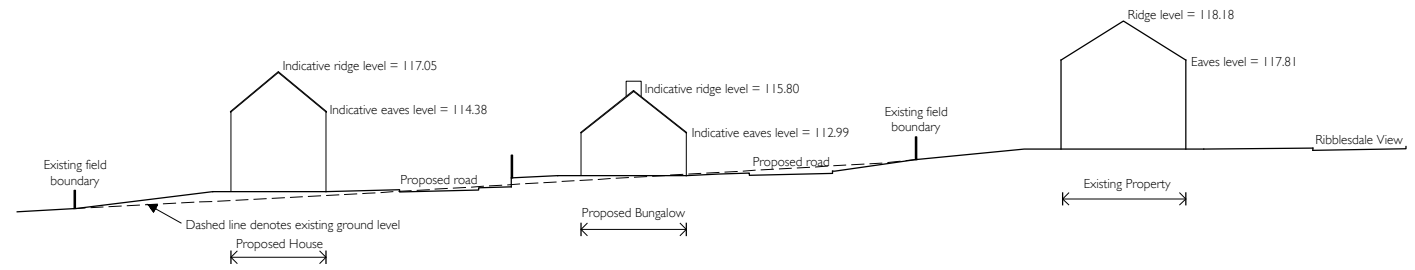 Ridge level = 118.18
Indicative ridge level = 117.05
Eaves level = 117.81
Indicative ridge level = 115.80
Indicative eaves level = 114.38
Existing field
boundary
Indicative eaves level = 112.99
Ribblesdale View
Existing field
boundary
Proposed road
Proposed road
Existing Property
Proposed Bungalow
Dashed line denotes existing ground level
Proposed House